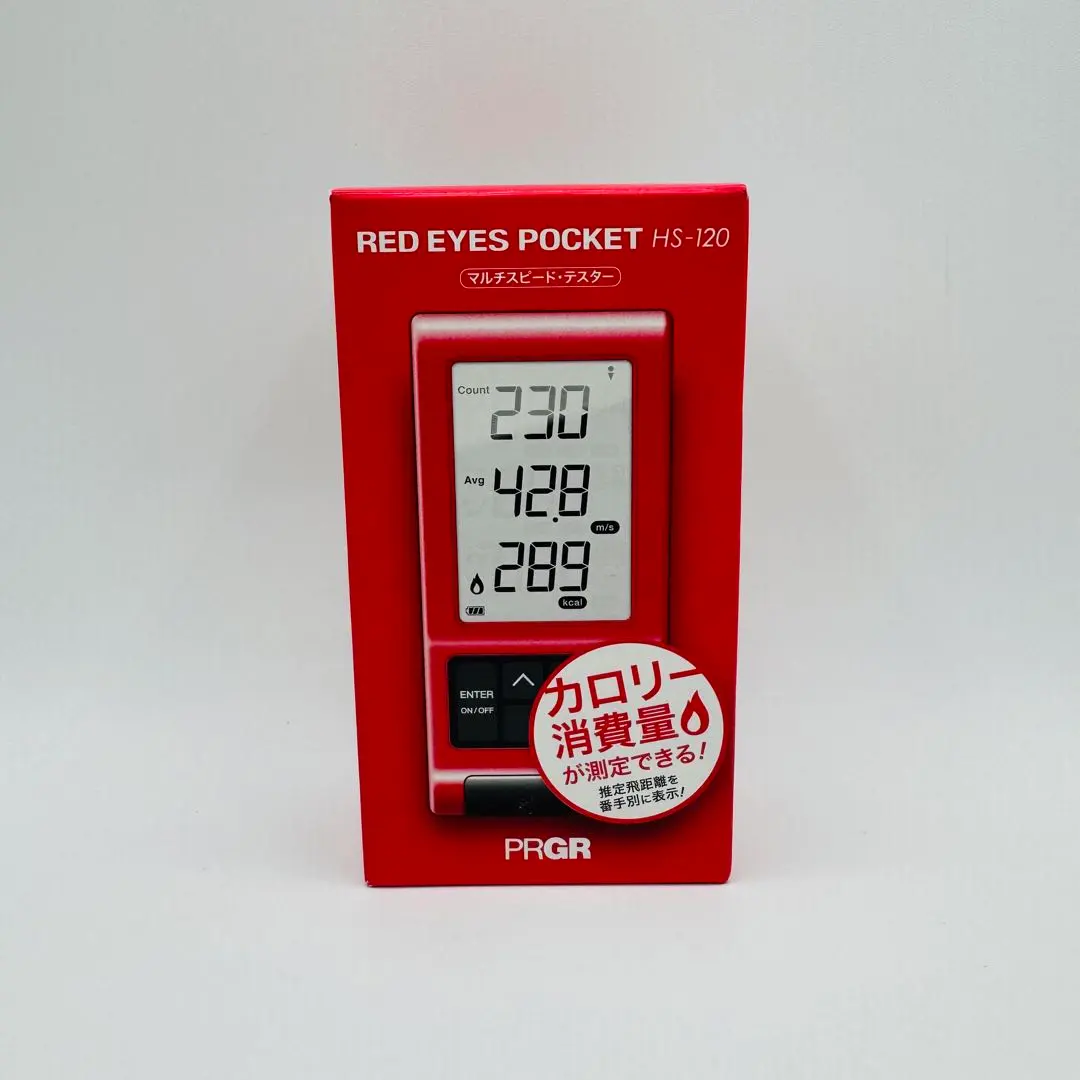 RED EYES POCKET HS-120
マルチスピード・テスター
Count 230
Avg 42.8
m/s
289
kcal
ENTER
ON/OFF
カロリー
消費量
が測定できる!
推定飛距離を
番手別に表示!
PRGR